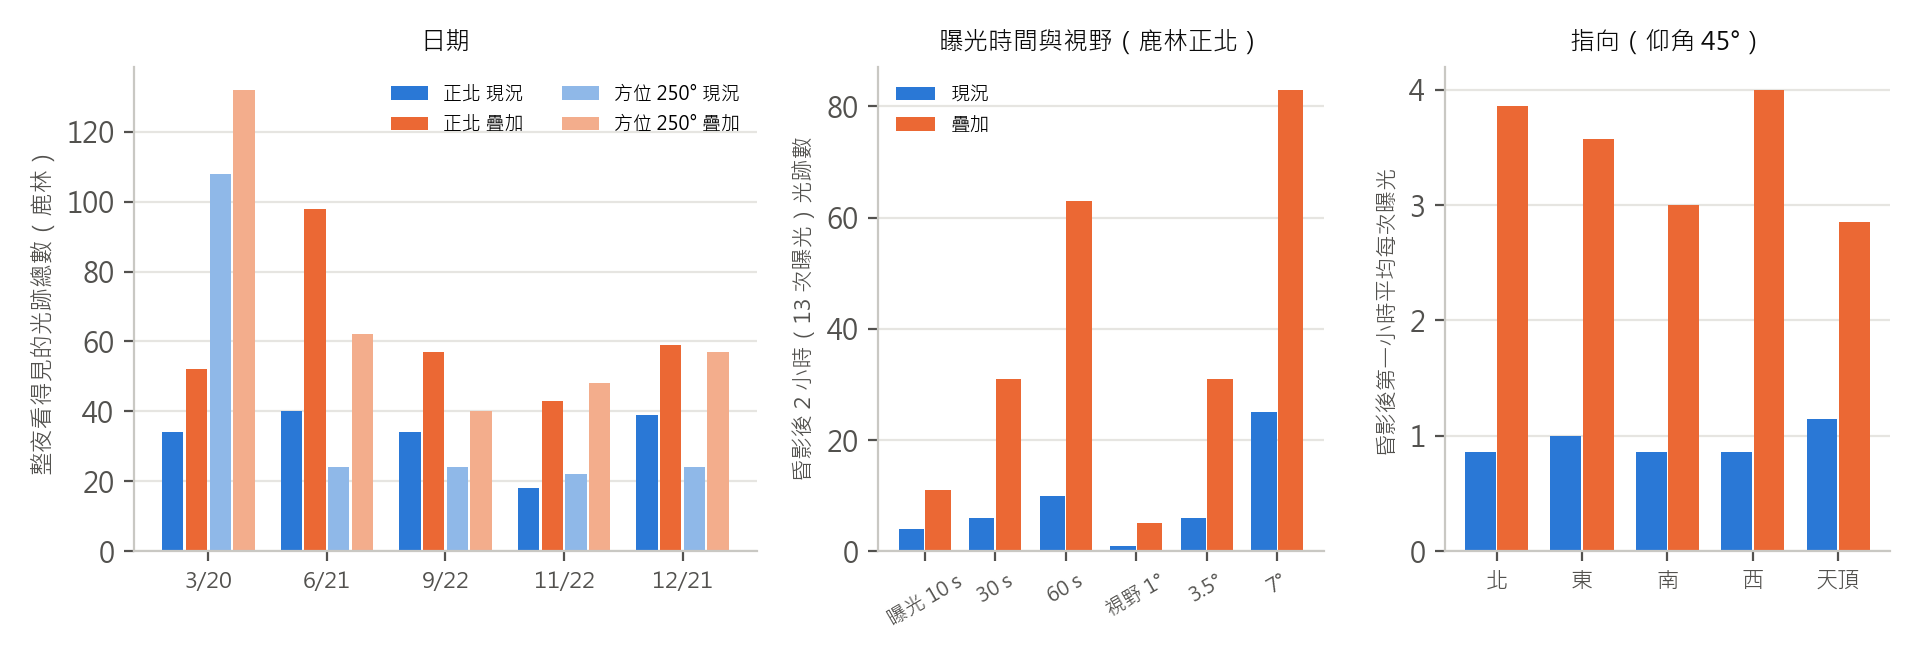 日期
整夜看得見的光跡總數（鹿林）
0
20
40
60
80
100
120
正北 現況
正北 疊加
方位 250° 現況
方位 250° 疊加
3/20
6/21
9/22
11/22
12/21
曝光時間與視野（鹿林正北）
昏影後 2 小時（13 次曝光）光跡數
0
20
40
60
80
現況
疊加
曝光 10 s
30 s
60 s
視野 1°
3.5°
7°
指向（仰角 45°）
昏影後第一小時平均每次曝光
0
1
2
3
4
北
東
南
西
天頂